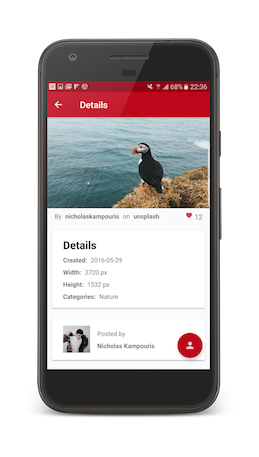 68% 22:36
Details
By nicholaskampouris on unsplash
12
Details
Created: 2016-05-29
Width: 2720 px
Height: 1532 px
Categories: Nature
Posted by
Nicholas Kampouris